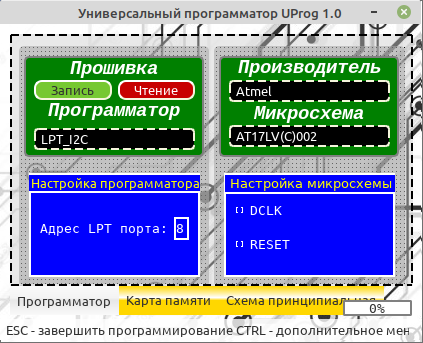 Универсальный программатор UProg 1.0
Прошивка
Запись Чтение
Программатор
LPT_I2C
Производитель
Atmel
Микросхема
AT17LV(C)002
Настройка программатора
Адрес LPT порта: 8
Настройка микросхемы
DCLK
RESET
Программатор Карта памяти Схема принципиальная
0%
ESC - завершить программирование CTRL - дополнительное мен